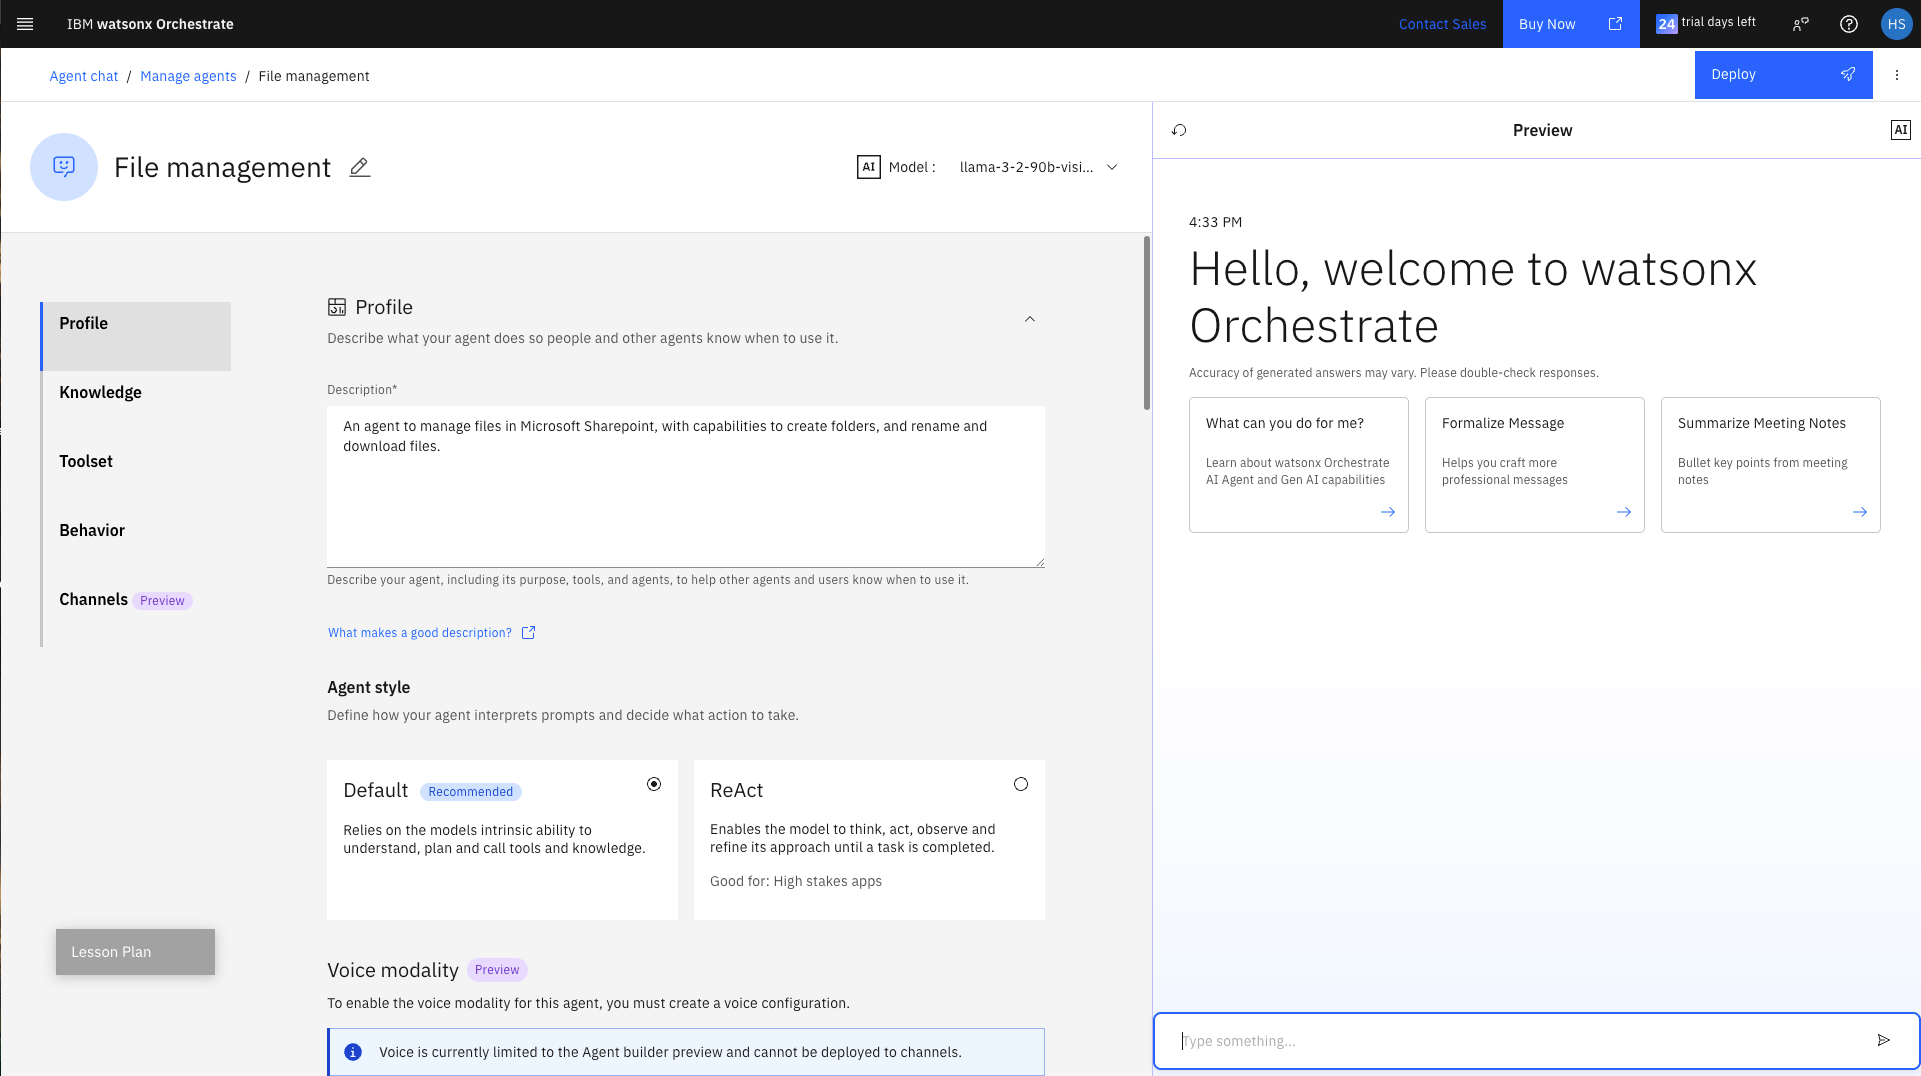 IBM watsonx Orchestrate
Contact Sales
Buy Now
24 trial days left
HS
Agent chat / Manage agents / File management
Deploy
File management
AI Model :
llama-3-2-90b-visi...
Profile
Knowledge
Toolset
Behavior
Channels Preview
Lesson Plan
Profile
Describe what your agent does so people and other agents know when to use it.
Description*
An agent to manage files in Microsoft Sharepoint, with capabilities to create folders, and rename and
download files.
Describe your agent, including its purpose, tools, and agents, to help other agents and users know when to use it.
What makes a good description?
Agent style
Define how your agent interprets prompts and decide what action to take.
Default Recommended
Relies on the models intrinsic ability to
understand, plan and call tools and knowledge.
ReAct
Enables the model to think, act, observe and
refine its approach until a task is completed.
Good for: High stakes apps
Voice modality Preview
To enable the voice modality for this agent, you must create a voice configuration.
Voice is currently limited to the Agent builder preview and cannot be deployed to channels.
Preview
AI
4:33 PM
Hello, welcome to watsonx
Orchestrate
Accuracy of generated answers may vary. Please double-check responses.
What can you do for me?
Learn about watsonx Orchestrate
AI Agent and Gen AI capabilities
Formalize Message
Helps you craft more
professional messages
Summarize Meeting Notes
Bullet key points from meeting
notes
Type something...